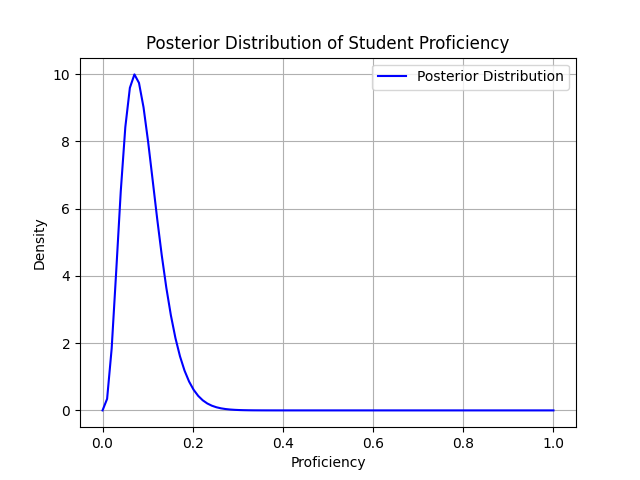 Posterior Distribution of Student Proficiency
Posterior Distribution
Density
10
8
6
4
2
0
0.0 0.2 0.4 0.6 0.8 1.0
Proficiency